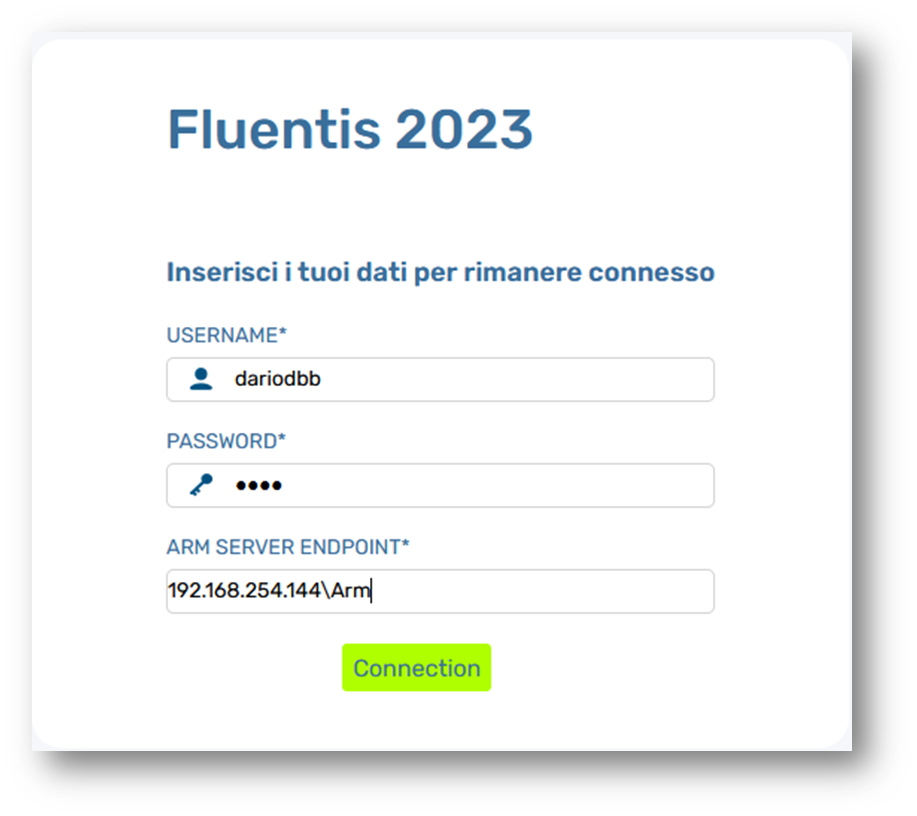 Fluentis 2023
Inserisci i tuoi dati per rimanere connesso
USERNAME*
dariodbb
PASSWORD*
••••
ARM SERVER ENDPOINT*
192.168.254.144\Arm
Connection